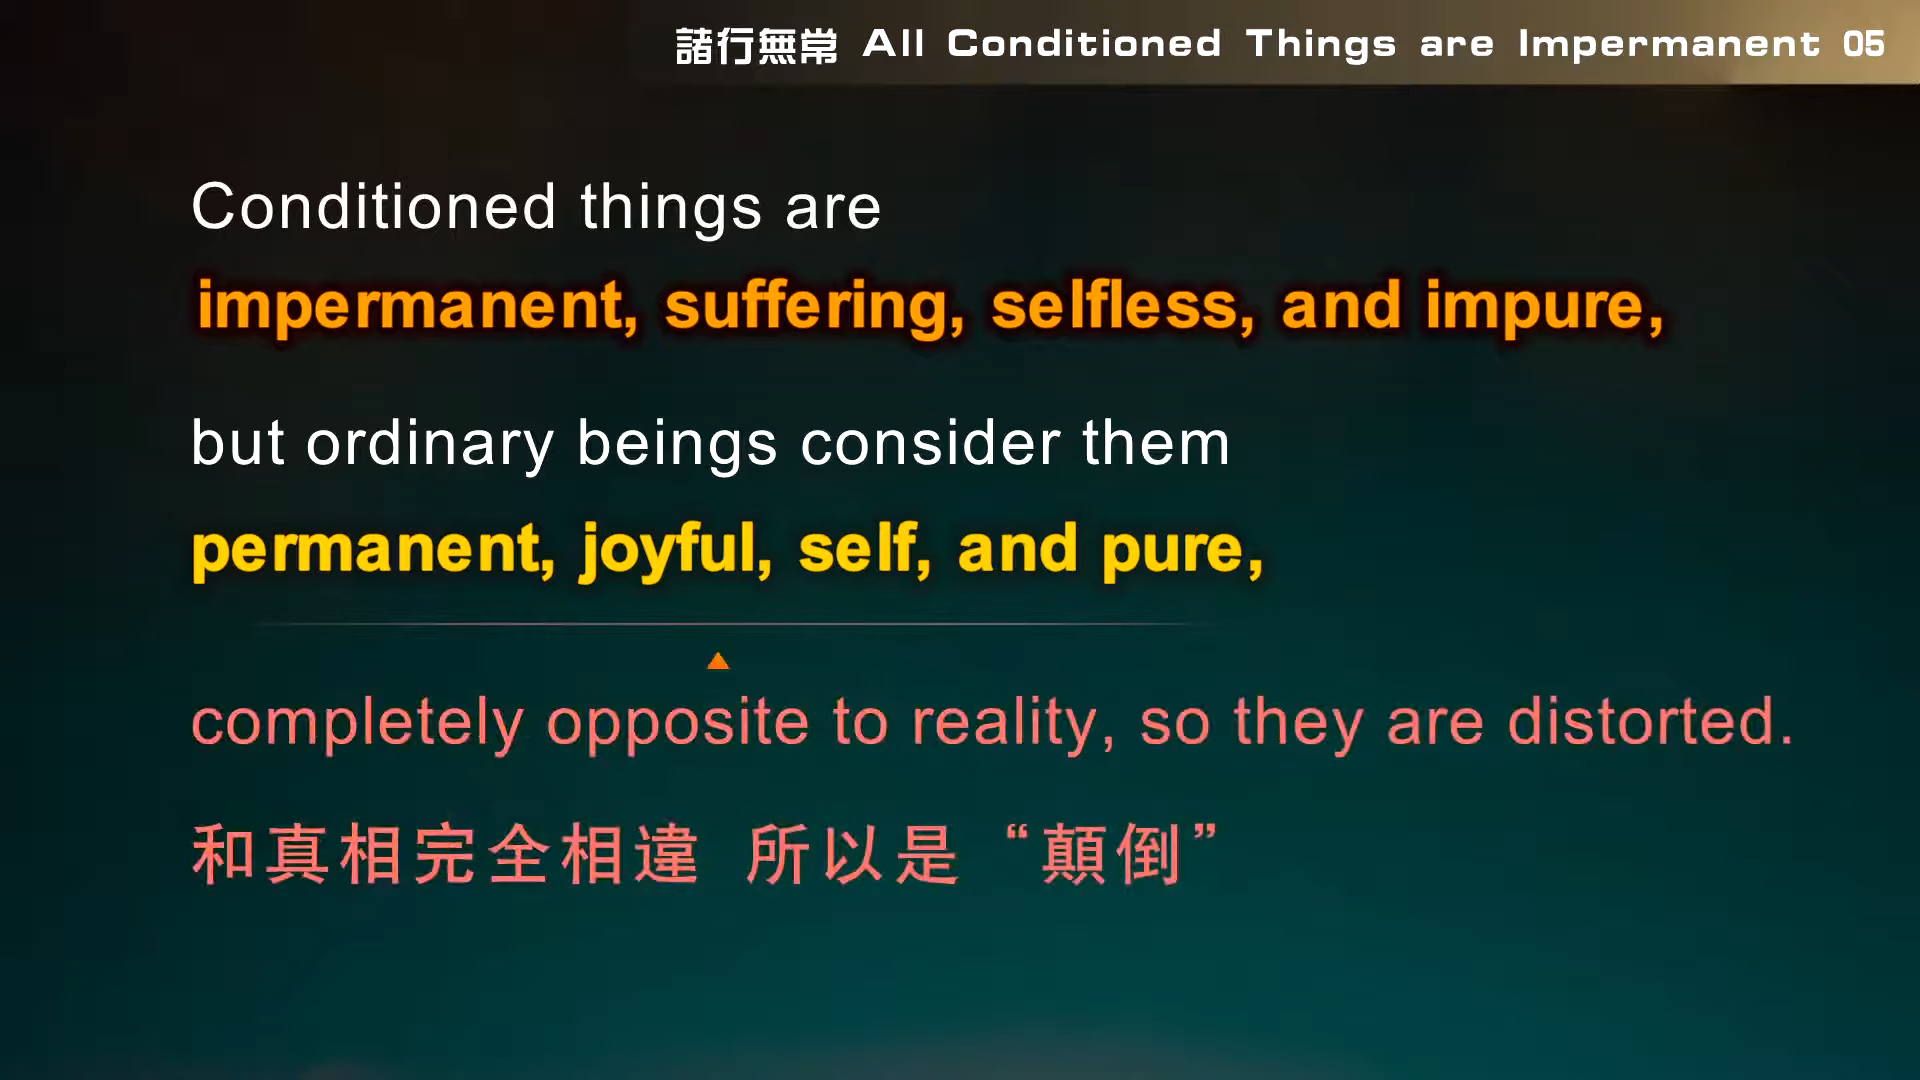 諸行無常 All Conditioned Things are Impermanent 05
Conditioned things are
impermanent, suffering, selfless, and impure,
but ordinary beings consider them
permanent, joyful, self, and pure,
completely opposite to reality, so they are distorted.
和真相完全相違 所以是 “顛倒”